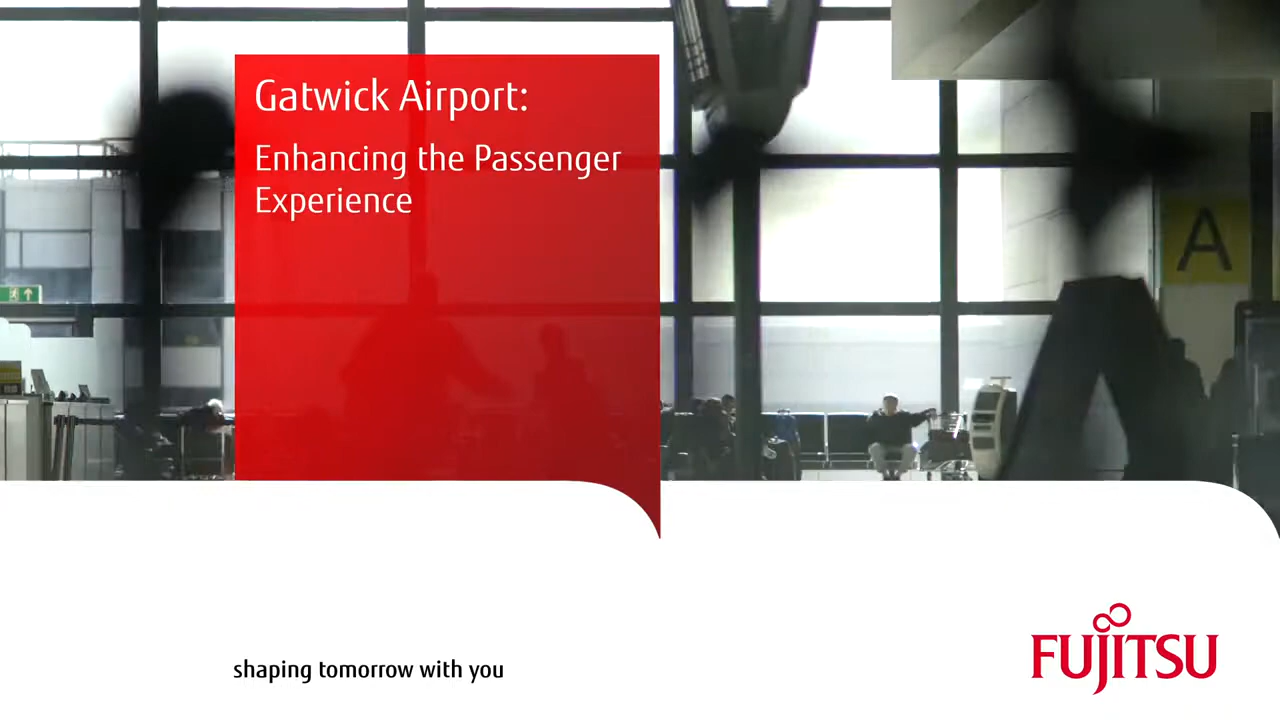 Gatwick Airport:
Enhancing the Passenger
Experience
A
shaping tomorrow with you
FUJITSU